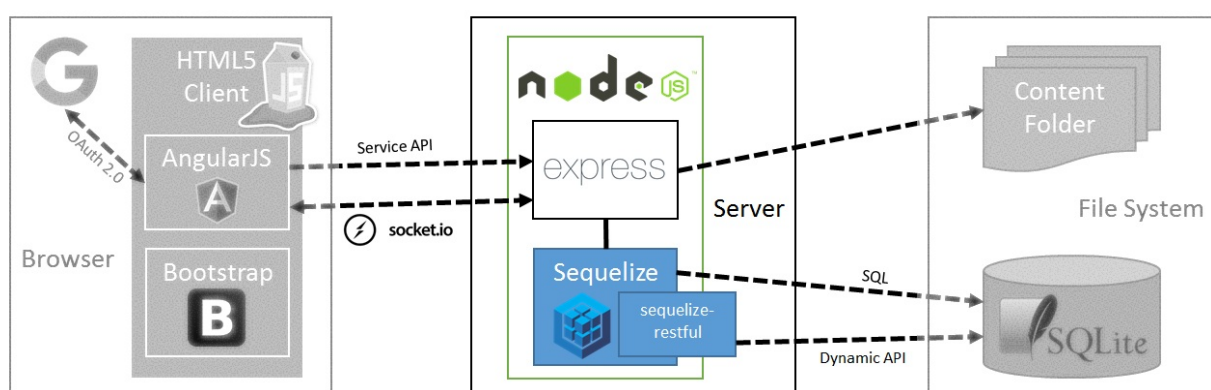 HTML5
Client
JS
OAuth 2.0
AngularJS
A
Bootstrap
B
Browser
Service API
socket.io
node
JS
™
express
Server
Sequelize
sequelize-
restful
SQL
Dynamic API
Content
Folder
File System
SQLite
G